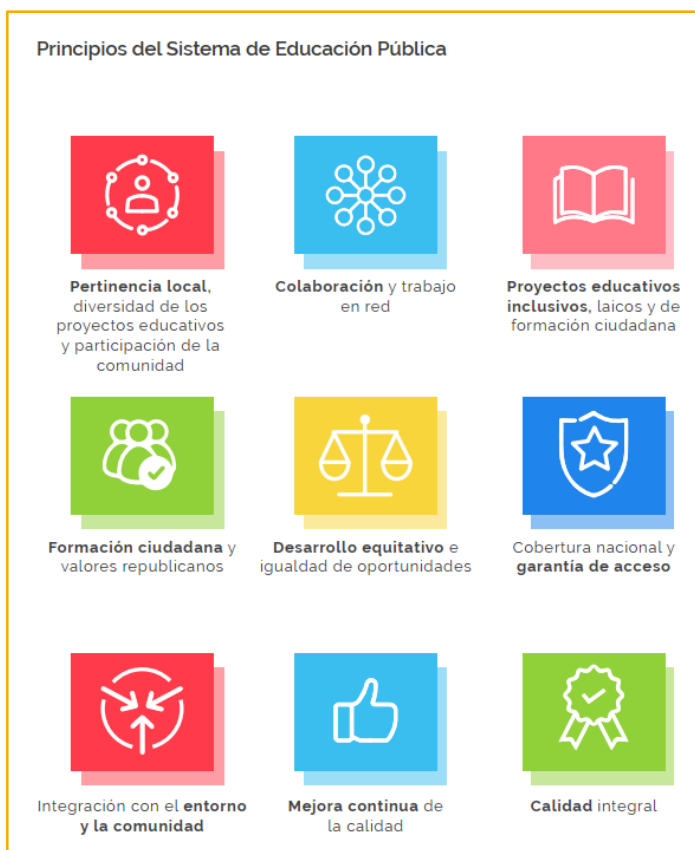 Principios del Sistema de Educación Pública
Pertinencia local,
diversidad de los
proyectos educativos
y participación de la
comunidad
Colaboración y trabajo
en red
Proyectos educativos
inclusivos, laicos y de
formación ciudadana
Formación ciudadana y
valores republicanos
Desarrollo equitativo e
igualdad de oportunidades
Cobertura nacional y
garantía de acceso
Integración con el entorno
y la comunidad
Mejora continua de
la calidad
Calidad integral